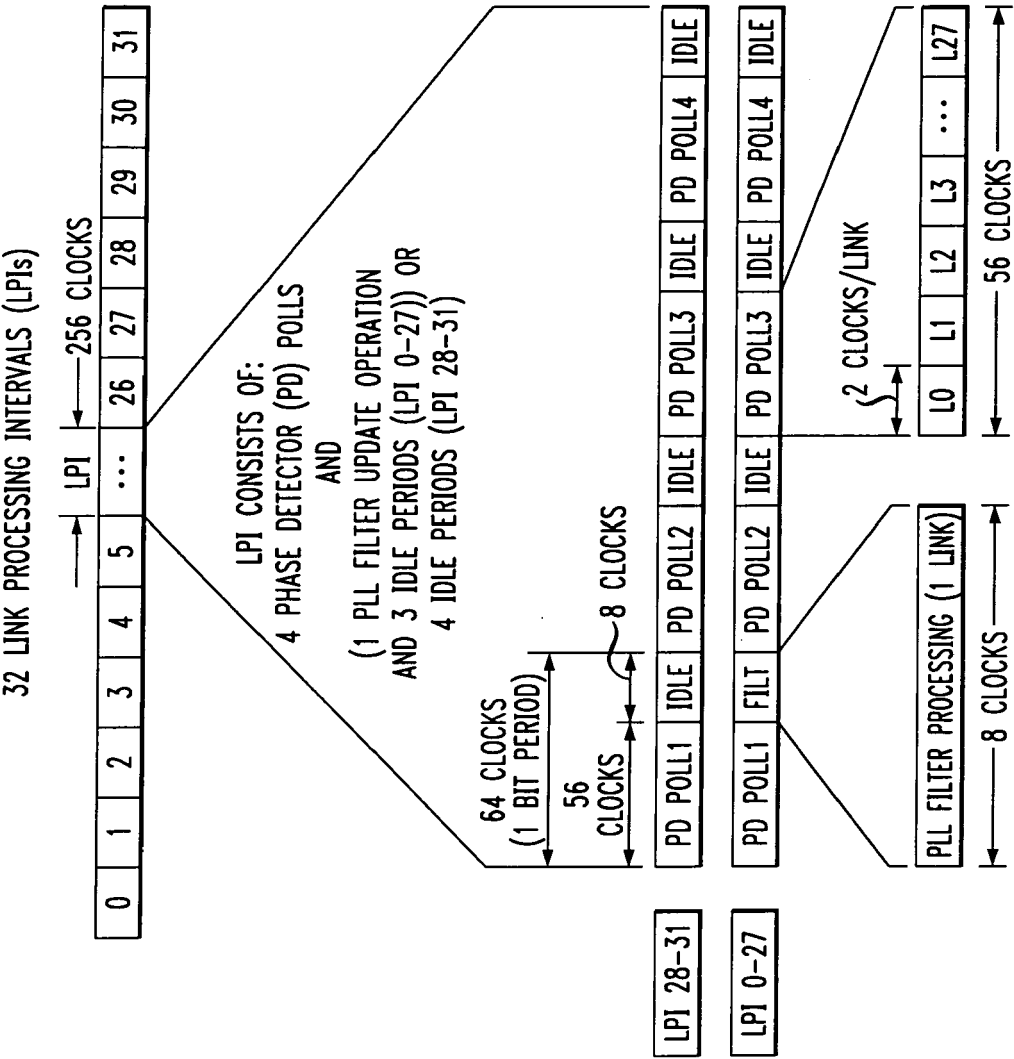 32 LINK PROCESSING INTERVALS (LPIs)
LPI
256 CLOCKS
0 1 2 3 4 5 ... 26 27 28 29 30 31
LPI CONSISTS OF:
4 PHASE DETECTOR (PD) POLLS
AND
(1 PLL FILTER UPDATE OPERATION
AND 3 IDLE PERIODS (LPI 0-27)) OR
4 IDLE PERIODS (LPI 28-31)
64 CLOCKS
(1 BIT PERIOD)
56
CLOCKS
8 CLOCKS
LPI 28-31 PD POLL1 IDLE PD POLL2 IDLE PD POLL3 IDLE PD POLL4 IDLE
LPI 0-27 PD POLL1 FILT PD POLL2 IDLE PD POLL3 IDLE PD POLL4 IDLE
2 CLOCKS/LINK
PLL FILTER PROCESSING (1 LINK)
L0 L1 L2 L3 ... L27
8 CLOCKS
56 CLOCKS